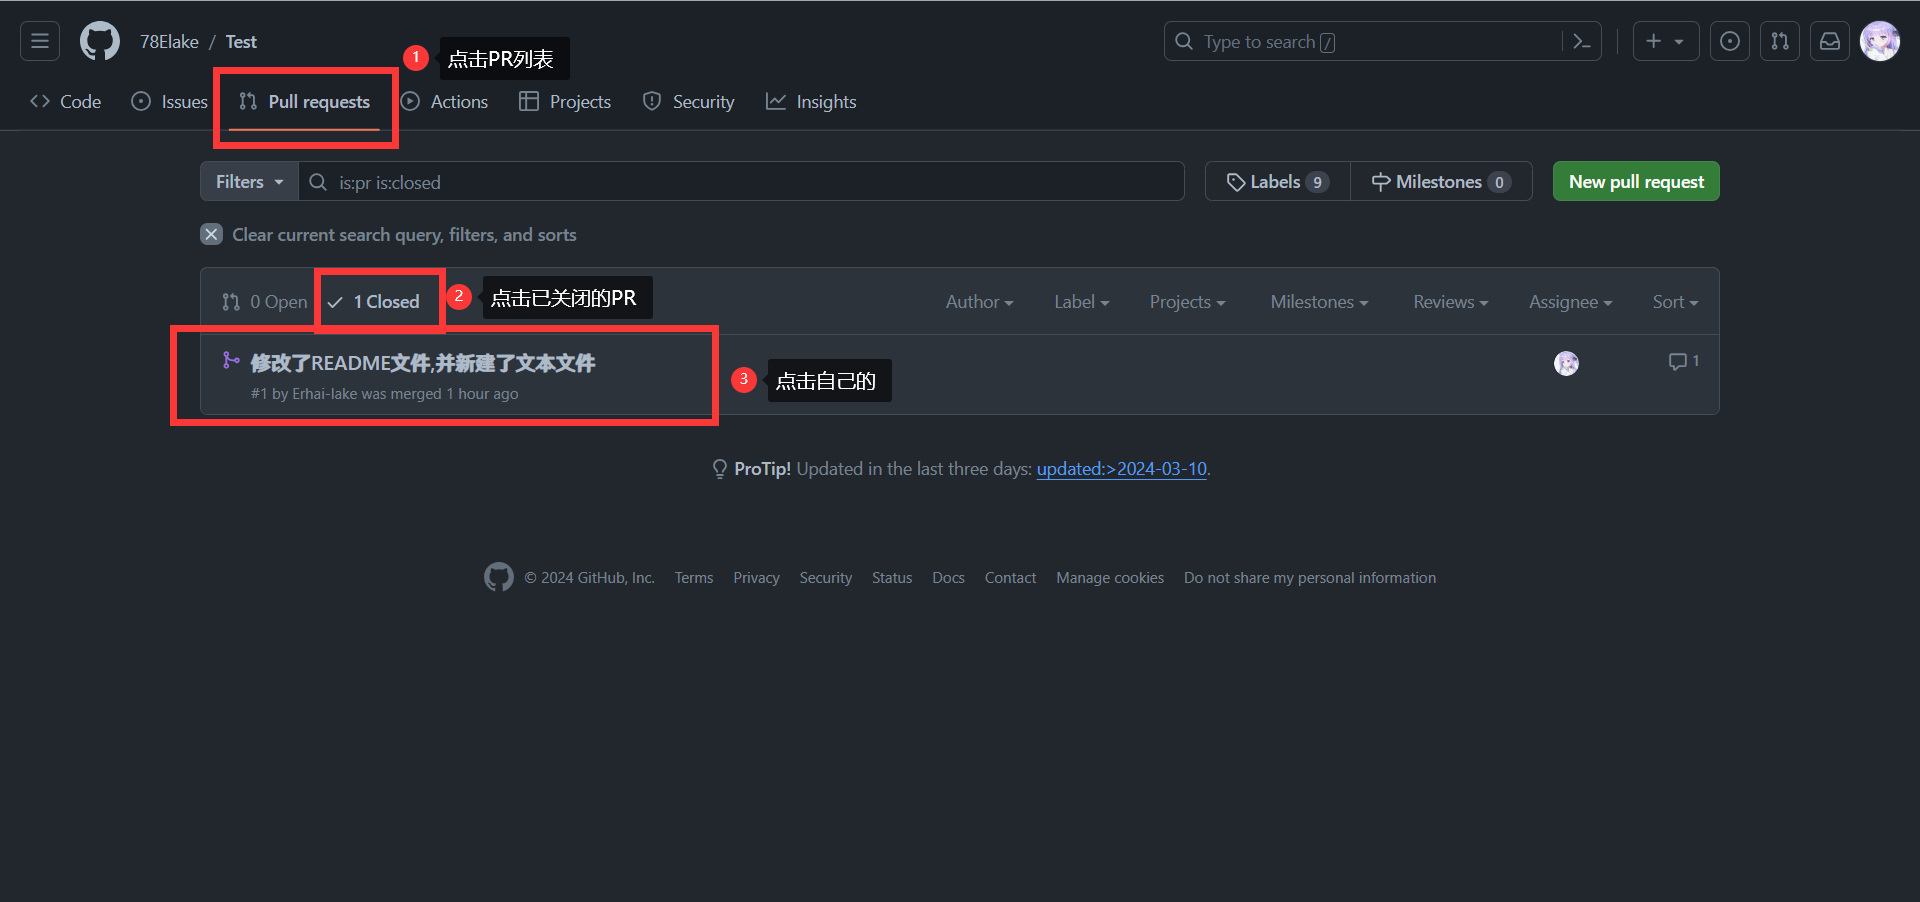 78Elake / Test
1 点击PR列表
Type to search /
Code Issues Pull requests Actions Projects Security Insights
Filters is:pr is:closed Labels 9 Milestones 0 New pull request
Clear current search query, filters, and sorts
0 Open 1 Closed 2 点击已关闭的PR Author Label Projects Milestones Reviews Assignee Sort
修改了README文件,并新建了文本文件 1
#1 by Erhai-lake was merged 1 hour ago
3 点击自己的
ProTip! Updated in the last three days: updated:>2024-03-10.
© 2024 GitHub, Inc. Terms Privacy Security Status Docs Contact Manage cookies Do not share my personal information